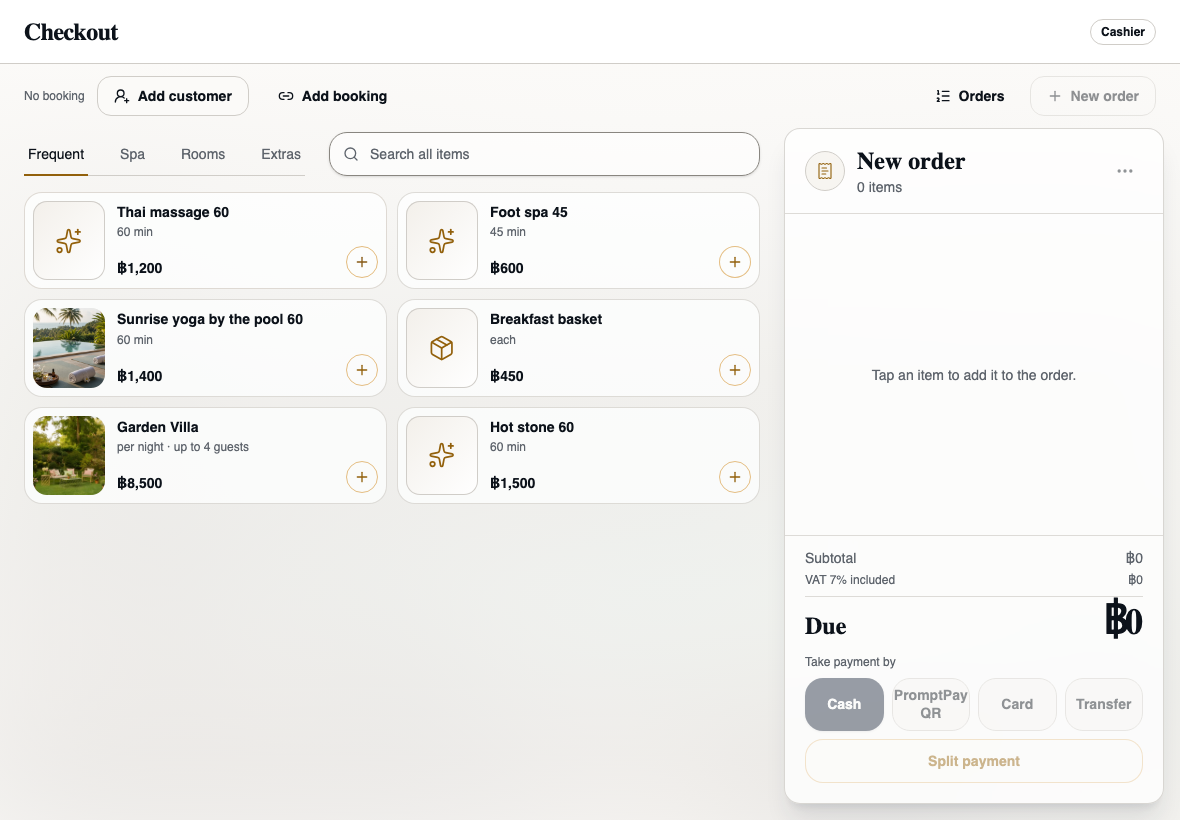 Checkout
Cashier
No booking
Add customer
Add booking
Orders
New order
Frequent
Spa
Rooms
Extras
Search all items
Thai massage 60
60 min
฿1,200
Foot spa 45
45 min
฿600
Sunrise yoga by the pool 60
60 min
฿1,400
Breakfast basket
each
฿450
Garden Villa
per night · up to 4 guests
฿8,500
Hot stone 60
60 min
฿1,500
New order
0 items
Tap an item to add it to the order.
Subtotal ฿0
VAT 7% included ฿0
Due ฿0
Take payment by
Cash
PromptPay
QR
Card
Transfer
Split payment